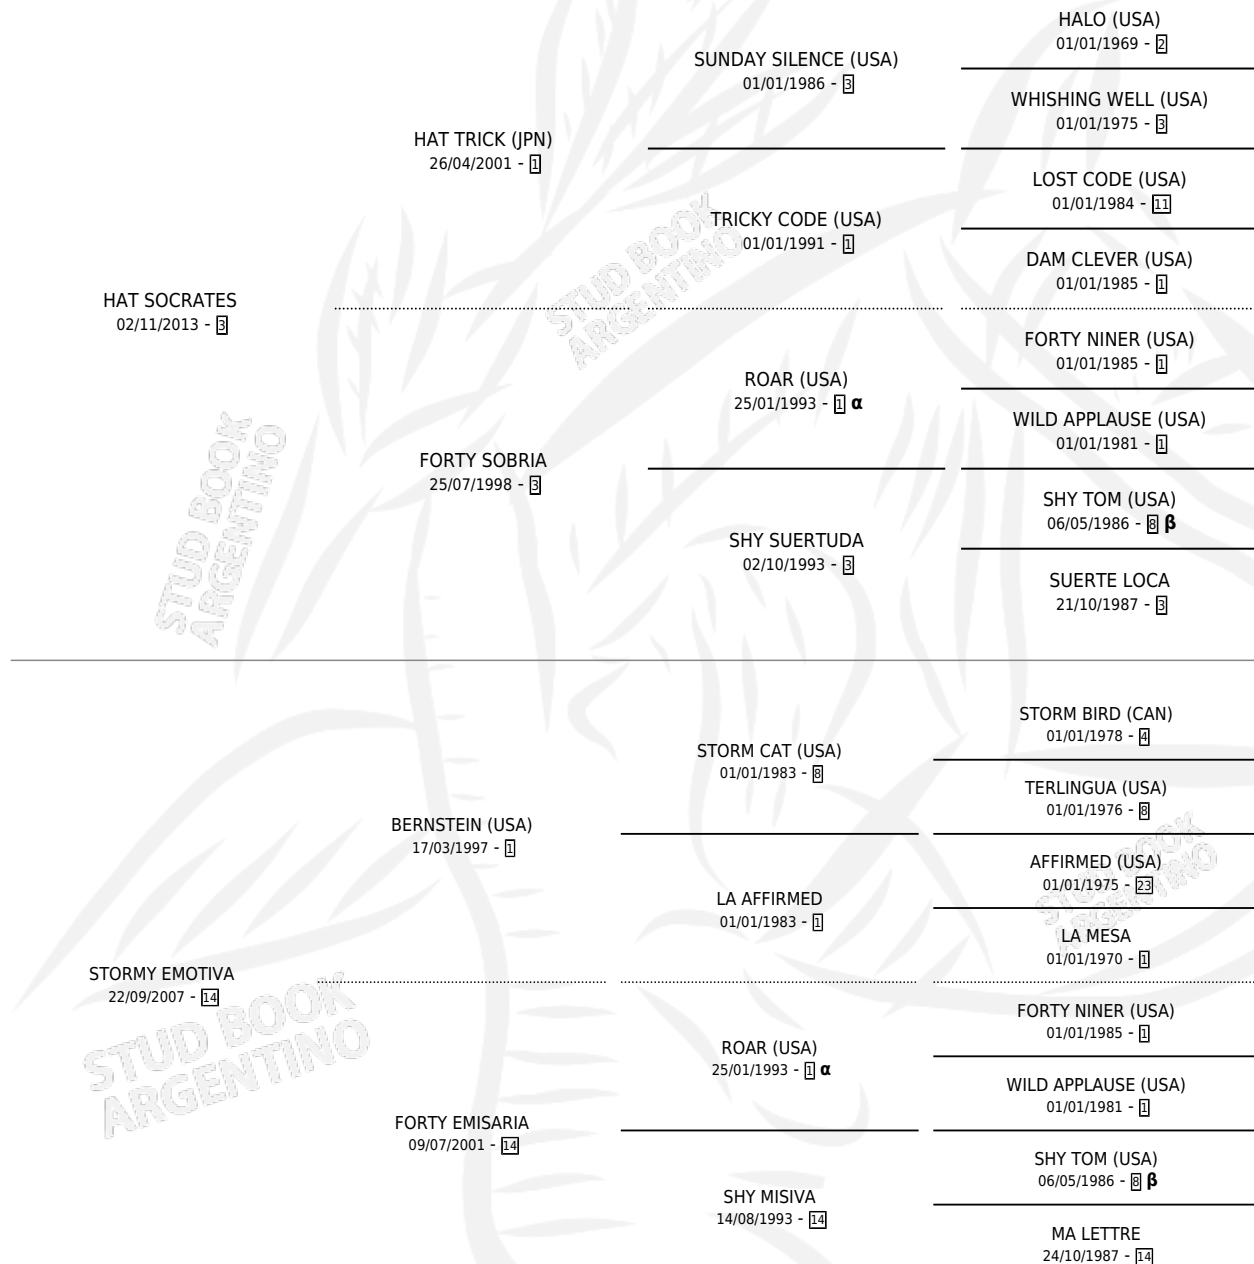 HALO (USA)
01/01/1969 - 2
SUNDAY SILENCE (USA)
01/01/1986 - 3
WHISHING WELL (USA)
01/01/1975 - 3
HAT TRICK (JPN)
26/04/2001 - 1
LOST CODE (USA)
01/01/1984 - 11
TRICKY CODE (USA)
01/01/1991 - 1
DAM CLEVER (USA)
01/01/1985 - 1
HAT SOCRATES
02/11/2013 - 3
STUD BOOK
ARGENTINO
FORTY NINER (USA)
01/01/1985 - 1
ROAR (USA)
25/01/1993 - 1 α
WILD APPLAUSE (USA)
01/01/1981 - 1
FORTY SOBRIA
25/07/1998 - 3
SHY TOM (USA)
06/05/1986 - 8 β
SHY SUERTUDA
02/10/1993 - 3
SUERTE LOCA
21/10/1987 - 3
STUD BOOK
ARGENTINO
STORM BIRD (CAN)
01/01/1978 - 4
STORM CAT (USA)
01/01/1983 - 8
TERLINGUA (USA)
01/01/1976 - 8
BERNSTEIN (USA)
17/03/1997 - 1
AFFIRMED (USA)
01/01/1975 - 23
STUD BOOK
ARGENTINO
LA AFFIRMED
01/01/1983 - 1
LA MESA
01/01/1970 - 1
STORMY EMOTIVA
22/09/2007 - 14
STUD BOOK
ARGENTINO
FORTY NINER (USA)
01/01/1985 - 1
ROAR (USA)
25/01/1993 - 1 α
WILD APPLAUSE (USA)
01/01/1981 - 1
FORTY EMISARIA
09/07/2001 - 14
SHY TOM (USA)
06/05/1986 - 8 β
SHY MISIVA
14/08/1993 - 14
MA LETTRE
24/10/1987 - 14